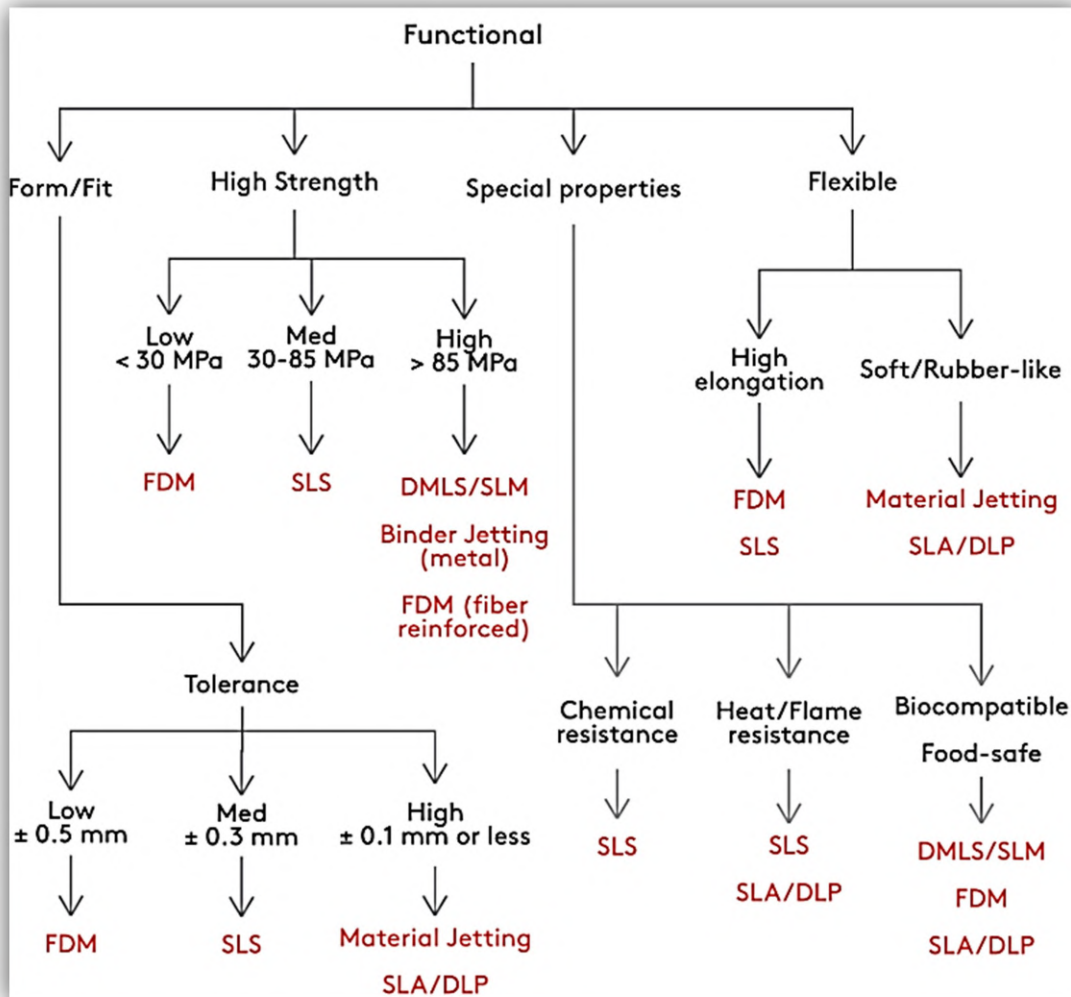 Functional
Form/Fit
High Strength
Special properties
Flexible
Low
< 30 MPa
Med
30-85 MPa
High
> 85 MPa
High
elongation
Soft/Rubber-like
FDM
SLS
DMLS/SLM
Binder Jetting
(metal)
FDM (fiber
reinforced)
FDM
SLS
Material Jetting
SLA/DLP
Tolerance
Low
± 0.5 mm
Med
± 0.3 mm
High
± 0.1 mm or less
FDM
SLS
Material Jetting
SLA/DLP
Chemical
resistance
Heat/Flame
resistance
Biocompatible
Food-safe
SLS
SLS
SLA/DLP
DMLS/SLM
FDM
SLA/DLP